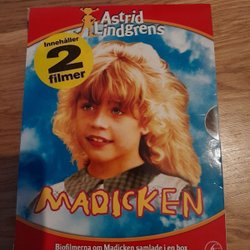 Astrid
Lindgrens
Innehåller
2
filmer
MADICKEN
Biofilmerna om Madicken samlade i en box